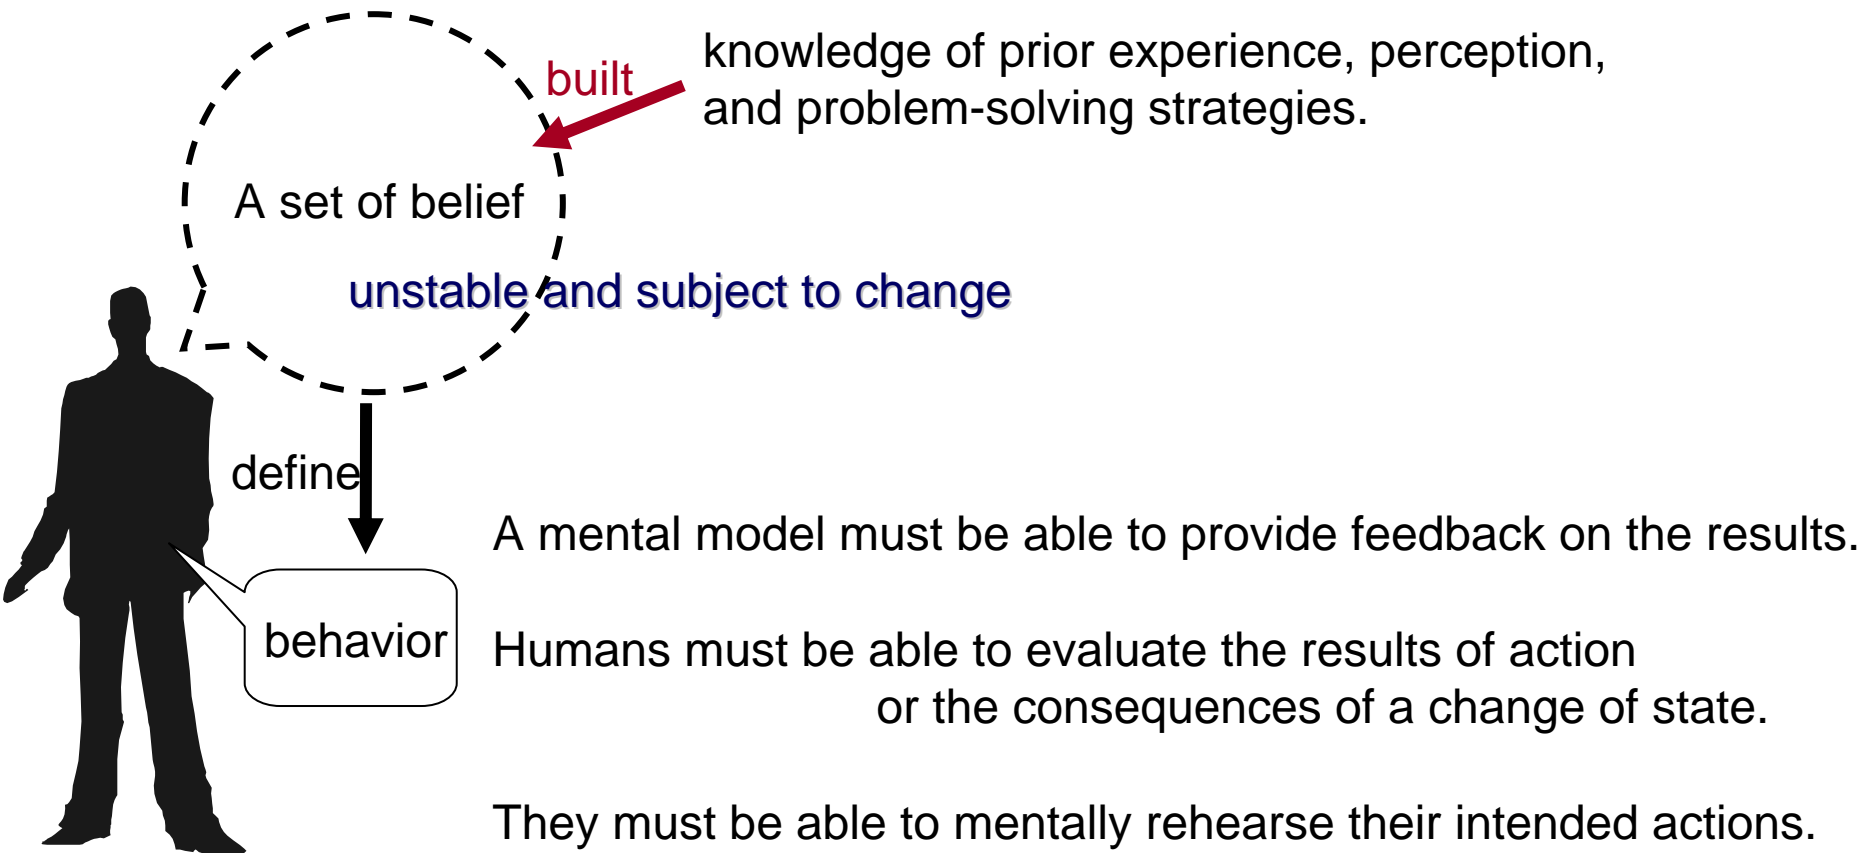 knowledge of prior experience, perception,
built
and problem-solving strategies.
A set of belief
unstable and subject to change
define
A mental model must be able to provide feedback on the results.
behavior
Humans must be able to evaluate the results of action
or the consequences of a change of state.
They must be able to mentally rehearse their intended actions.